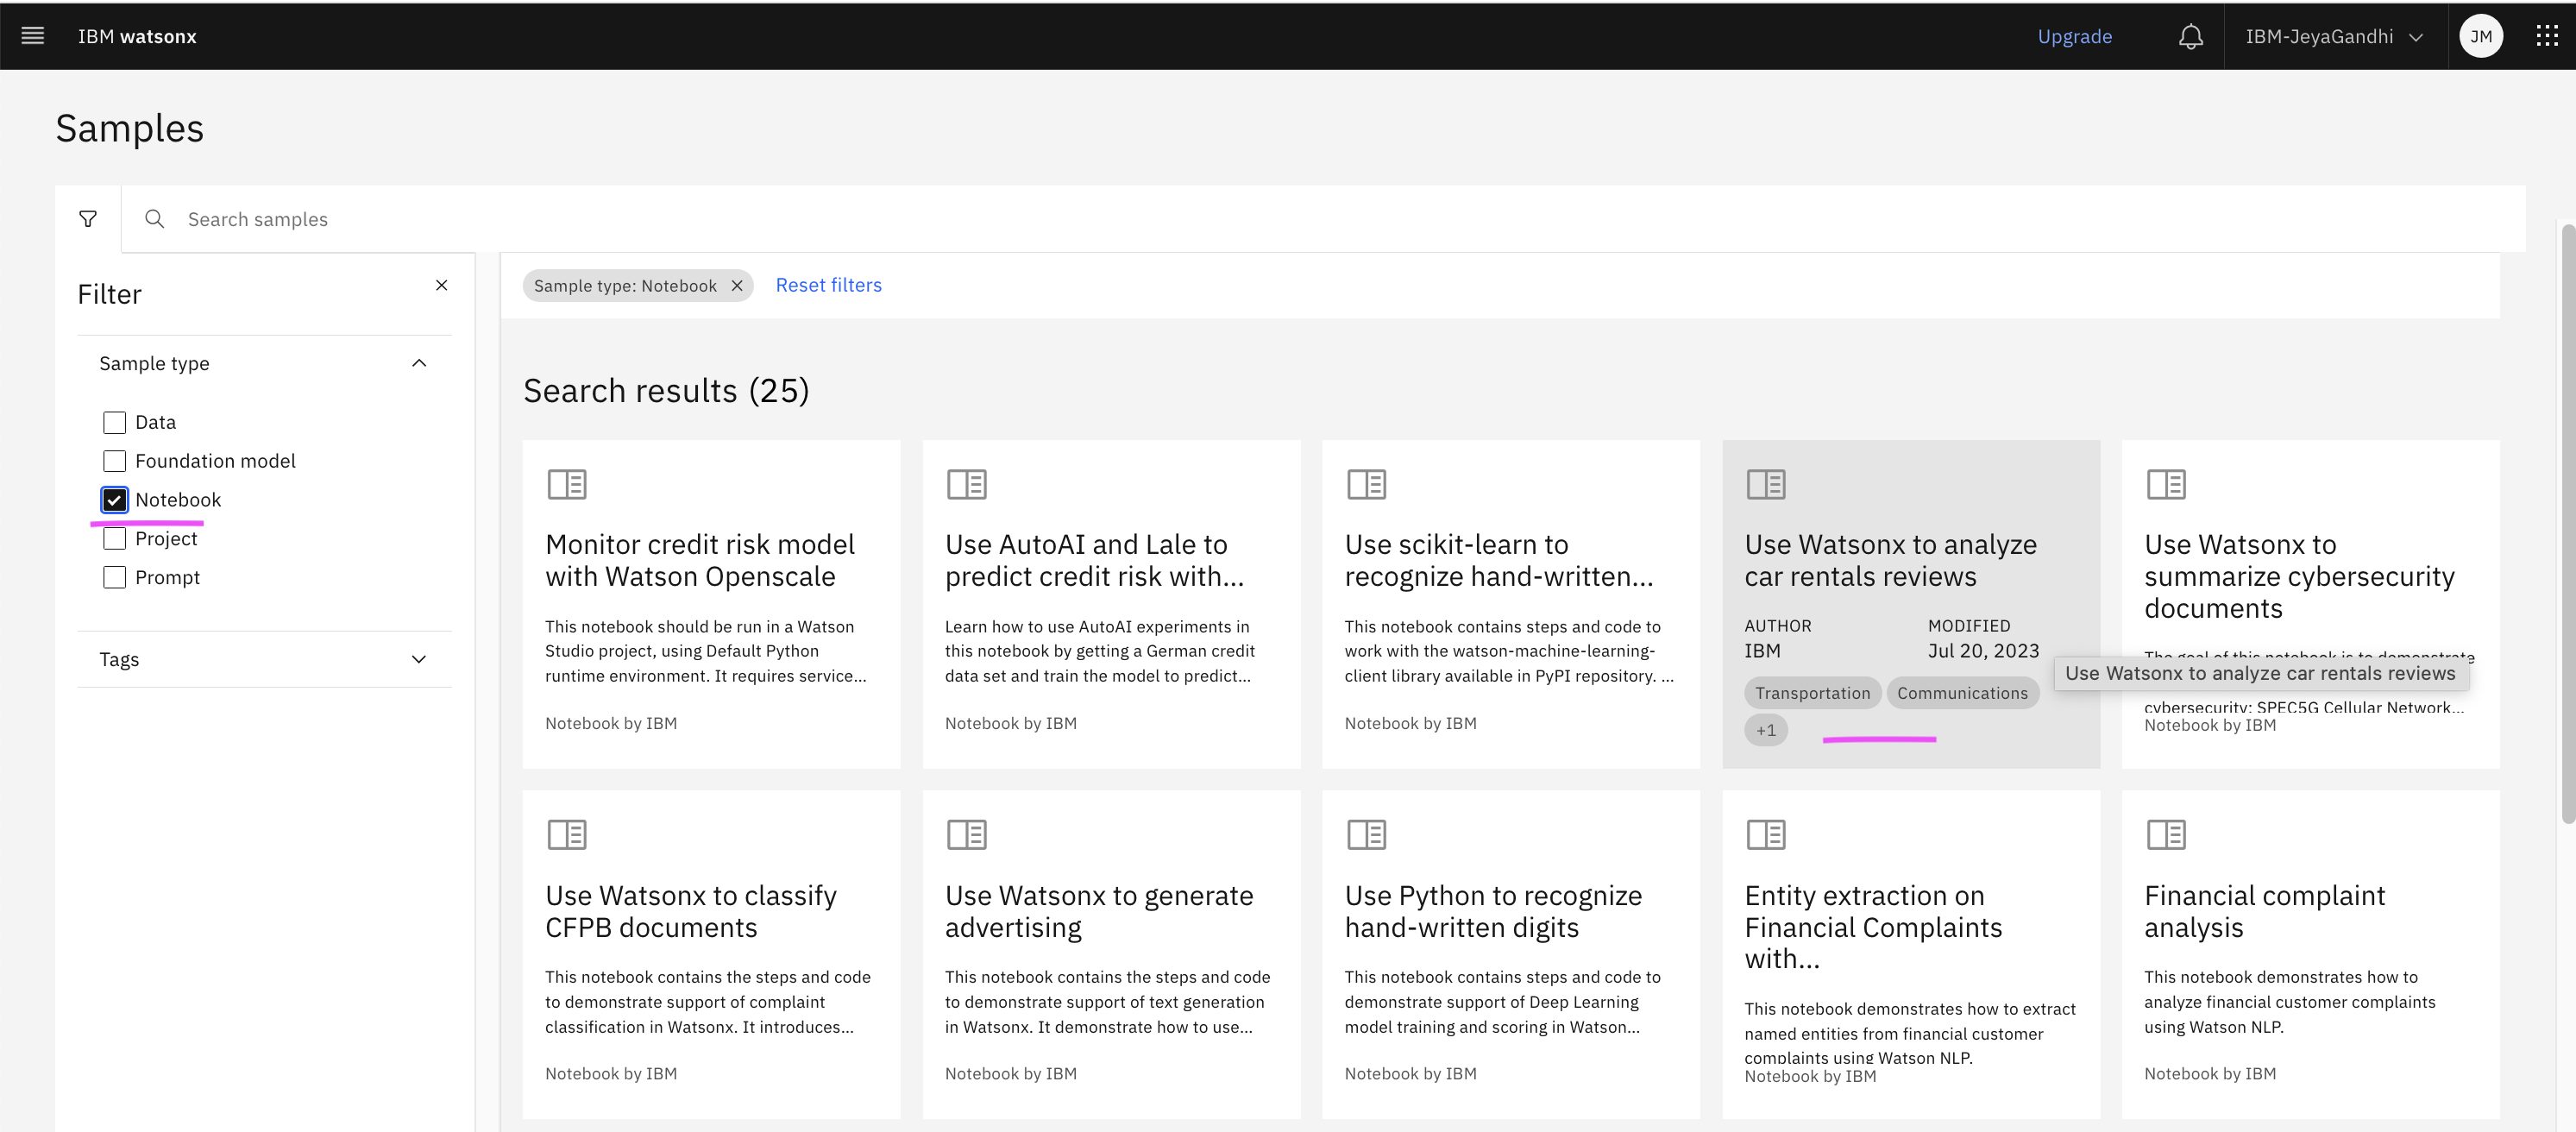 IBM watsonx
Upgrade
IBM-JeyaGandhi
JM
Samples
Search samples
Filter
Sample type
Data
Foundation model
Notebook
Project
Prompt
Tags
Sample type: Notebook
Reset filters
Search results (25)
Monitor credit risk model
with Watson Openscale
This notebook should be run in a Watson
Studio project, using Default Python
runtime environment. It requires service...
Notebook by IBM
Use AutoAI and Lale to
predict credit risk with...
Learn how to use AutoAI experiments in
this notebook by getting a German credit
data set and train the model to predict...
Notebook by IBM
Use scikit-learn to
recognize hand-written...
This notebook contains steps and code to
work with the watson-machine-learning-
client library available in PyPI repository. ...
Notebook by IBM
Use Watsonx to analyze
car rentals reviews
AUTHOR
IBM
MODIFIED
Jul 20, 2023
Transportation
Communications
+1
Use Watsonx to analyze car rentals reviews
Use Watsonx to
summarize cybersecurity
documents
The goal of this notebook is to demonstrate
cybersecurity: SPEC5G Cellular Network...
Notebook by IBM
Use Watsonx to classify
CFPB documents
This notebook contains the steps and code
to demonstrate support of complaint
classification in Watsonx. It introduces...
Notebook by IBM
Use Watsonx to generate
advertising
This notebook contains the steps and code
to demonstrate support of text generation
in Watsonx. It demonstrate how to use...
Notebook by IBM
Use Python to recognize
hand-written digits
This notebook contains steps and code to
demonstrate support of Deep Learning
model training and scoring in Watson...
Notebook by IBM
Entity extraction on
Financial Complaints
with...
This notebook demonstrates how to extract
named entities from financial customer
complaints using Watson NLP.
Notebook by IBM
Financial complaint
analysis
This notebook demonstrates how to
analyze financial customer complaints
using Watson NLP.
Notebook by IBM